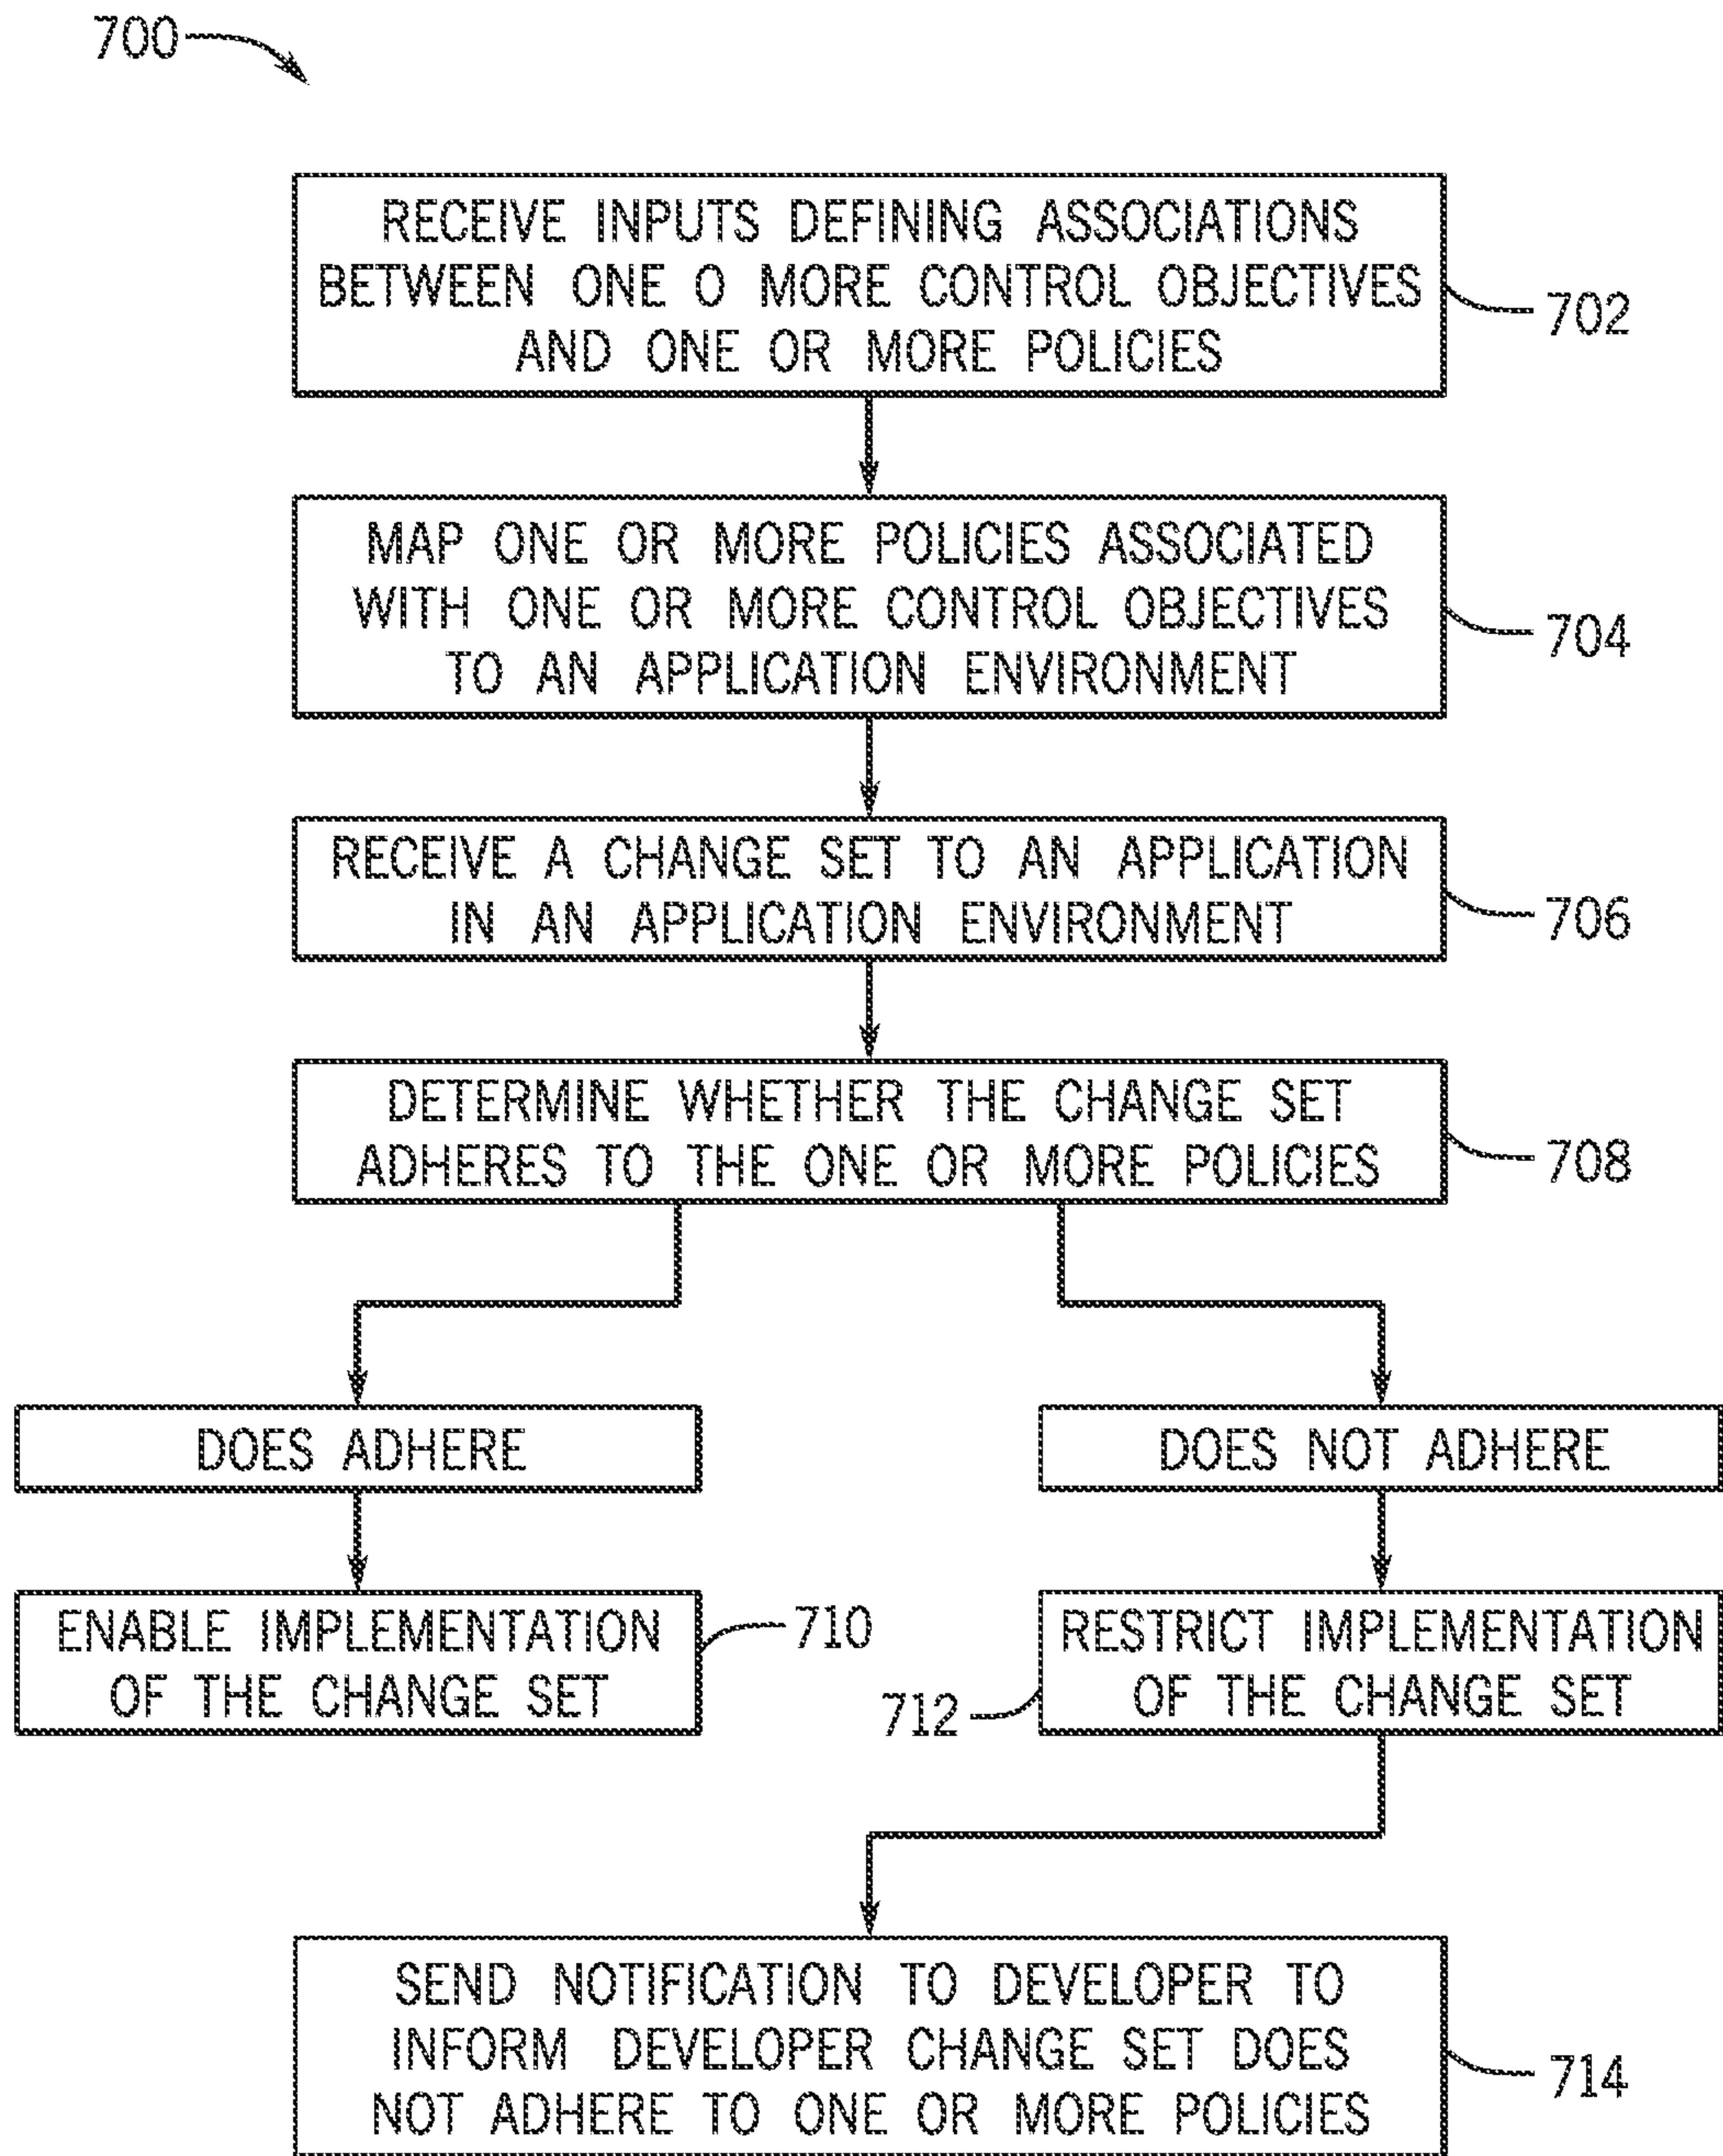 700
RECEIVE INPUTS DEFINING ASSOCIATIONS
BETWEEN ONE O MORE CONTROL OBJECTIVES
AND ONE OR MORE POLICIES
702
MAP ONE OR MORE POLICIES ASSOCIATED
WITH ONE OR MORE CONTROL OBJECTIVES
TO AN APPLICATION ENVIRONMENT
704
RECEIVE A CHANGE SET TO AN APPLICATION
IN AN APPLICATION ENVIRONMENT
706
DETERMINE WHETHER THE CHANGE SET
ADHERES TO THE ONE OR MORE POLICIES
708
DOES ADHERE
DOES NOT ADHERE
ENABLE IMPLEMENTATION
OF THE CHANGE SET
710
RESTRICT IMPLEMENTATION
OF THE CHANGE SET
712
SEND NOTIFICATION TO DEVELOPER TO
INFORM DEVELOPER CHANGE SET DOES
NOT ADHERE TO ONE OR MORE POLICIES
714